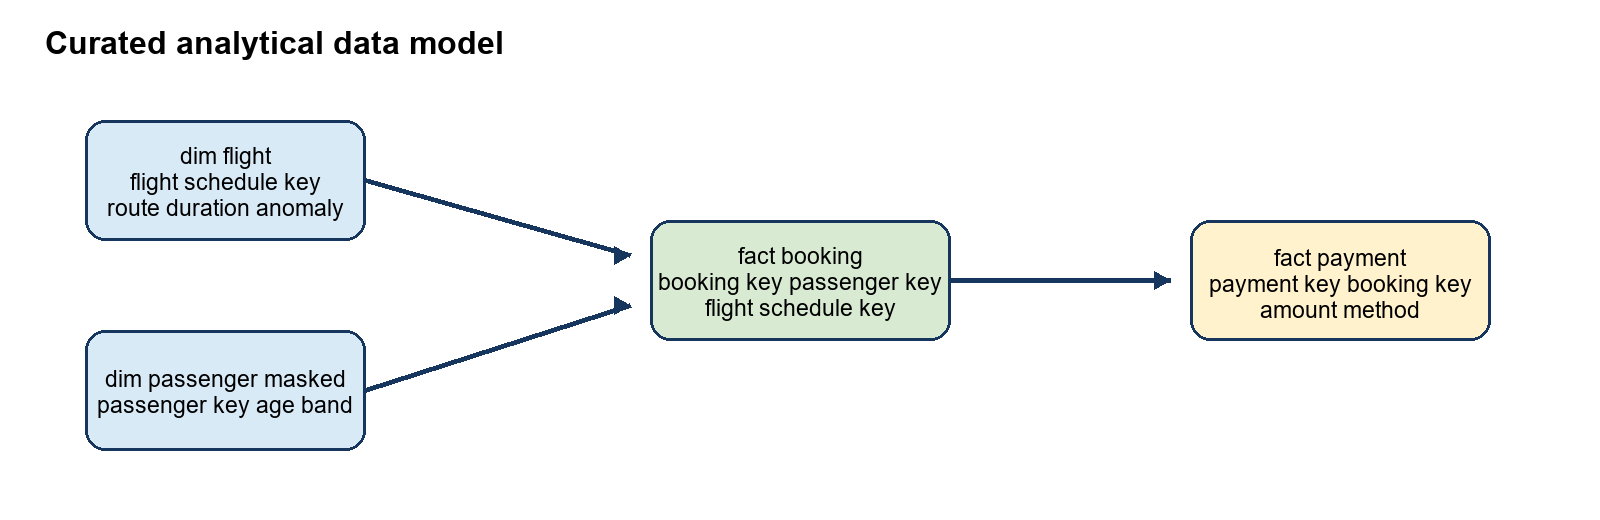 Curated analytical data model
dim flight
flight schedule key
route duration anomaly
dim passenger masked
passenger key age band
fact booking
booking key passenger key
flight schedule key
fact payment
payment key booking key
amount method